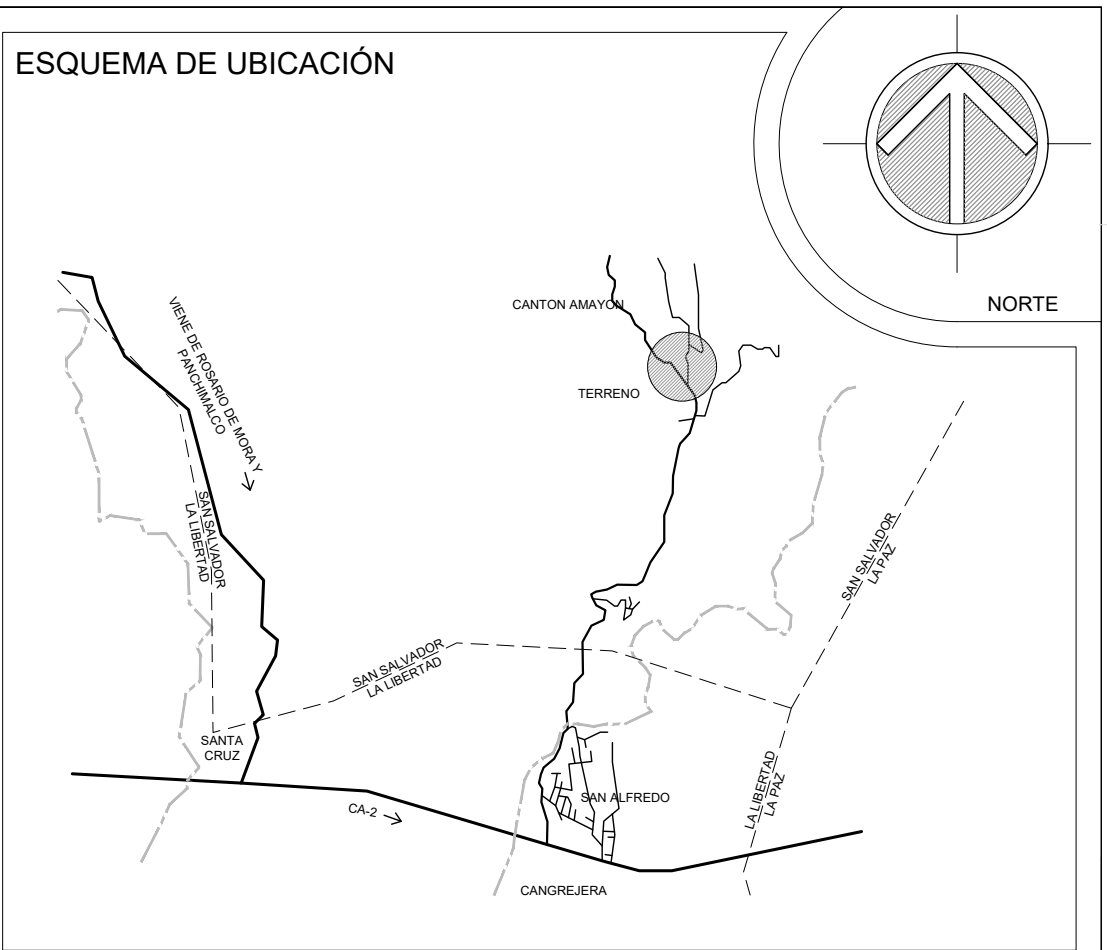 ESQUEMA DE UBICACIÓN
NORTE
CANTON AMAYON
TERRENO
VIENE DE ROSARIO DE MORA Y
PANCHIMALCO
SAN SALVADOR
LA LIBERTAD
SAN SALVADOR
LA PAZ
SAN SALVADOR
LA LIBERTAD
SANTA
CRUZ
LA LIBERTAD
LA PAZ
SAN ALFREDO
CA-2
CANGREJERA